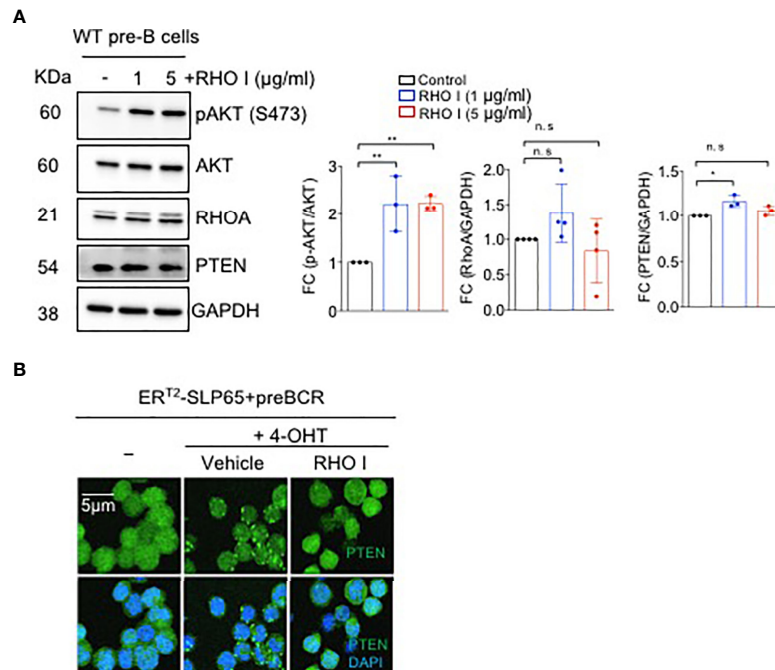 A
WT pre-B cells
KDa - 1 5 +RHO I (µg/ml)
60 pAKT (S473)
60 AKT
21 RHOA
54 PTEN
38 GAPDH
Control
RHO I (1 µg/ml)
RHO I (5 µg/ml)
**
**
FC (p-AKT/AKT)
3
2
1
0
n. s
n. s
FC (RhoA/GAPDH)
2.0
1.5
1.0
0.5
0.0
n. s
*
FC (PTEN/GAPDH)
1.5
1.0
0.5
0.0
B
ERT2-SLP65+preBCR
+ 4-OHT
– Vehicle RHO I
5µm
PTEN
PTEN
DAPI